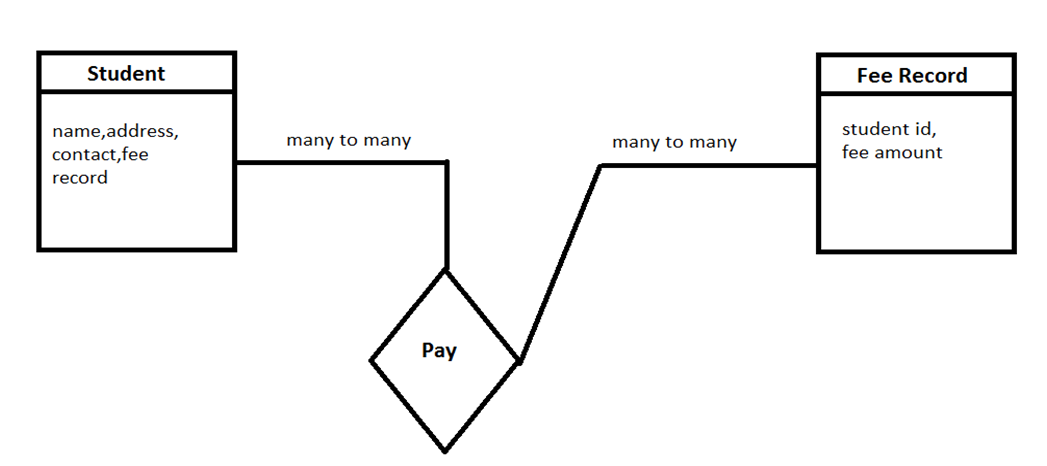 Student
name,address,
contact,fee
record
many to many
many to many
Fee Record
student id,
fee amount
Pay